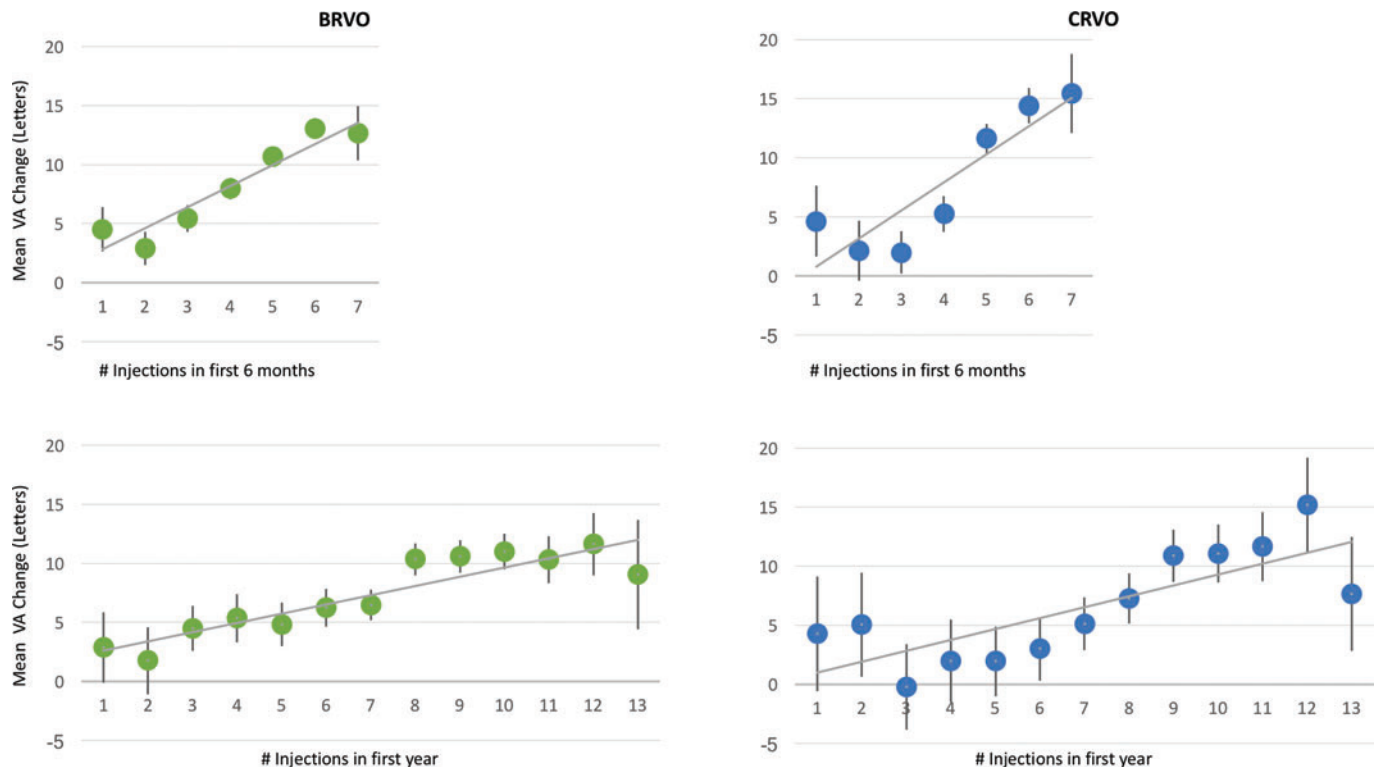 BRVO
20
15
10
5
0
-5
Mean VA Change (Letters)
1 2 3 4 5 6 7
# Injections in first 6 months
CRVO
20
15
10
5
0
-5
1 2 3 4 5 6 7
# Injections in first 6 months
20
15
10
5
0
-5
Mean VA Change (Letters)
1 2 3 4 5 6 7 8 9 10 11 12 13
# Injections in first year
20
15
10
5
0
-5
1 2 3 4 5 6 7 8 9 10 11 12 13
# Injections in first year